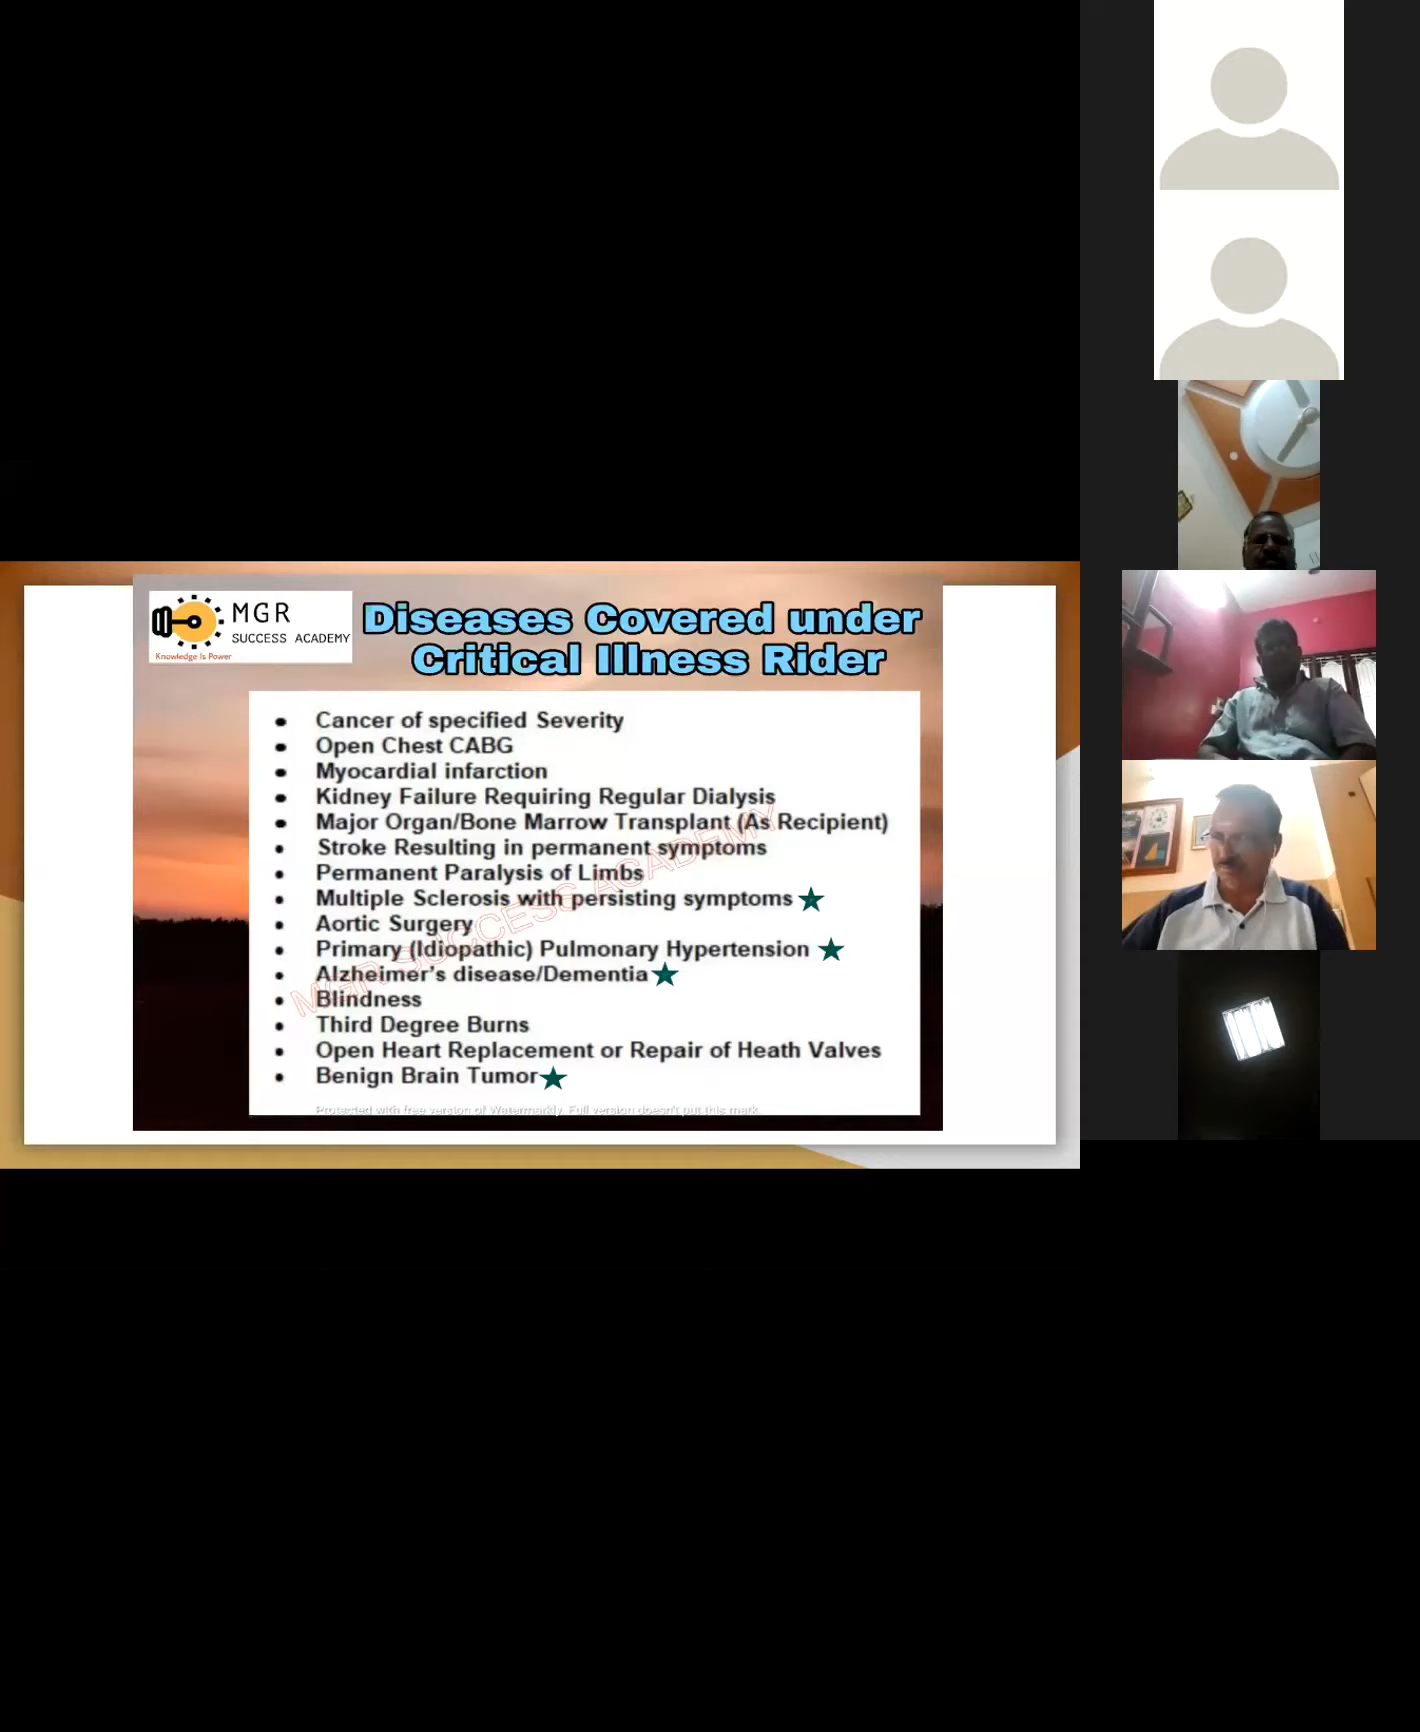 MGR
SUCCESS ACADEMY
Knowledge Is Power
Diseases Covered under
Critical Illness Rider
• Cancer of specified Severity
• Open Chest CABG
• Myocardial infarction
• Kidney Failure Requiring Regular Dialysis
• Major Organ/Bone Marrow Transplant (As Recipient)
• Stroke Resulting in permanent symptoms
• Permanent Paralysis of Limbs
• Multiple Sclerosis with persisting symptoms ★
• Aortic Surgery
• Primary (Idiopathic) Pulmonary Hypertension ★
• Alzheimer's disease/Dementia ★
• Blindness
• Third Degree Burns
• Open Heart Replacement or Repair of Heath Valves
• Benign Brain Tumor ★
MGR SUCCESS ACADEMY
Protected with free version of Watermarkly. Full version doesn't put this mark.